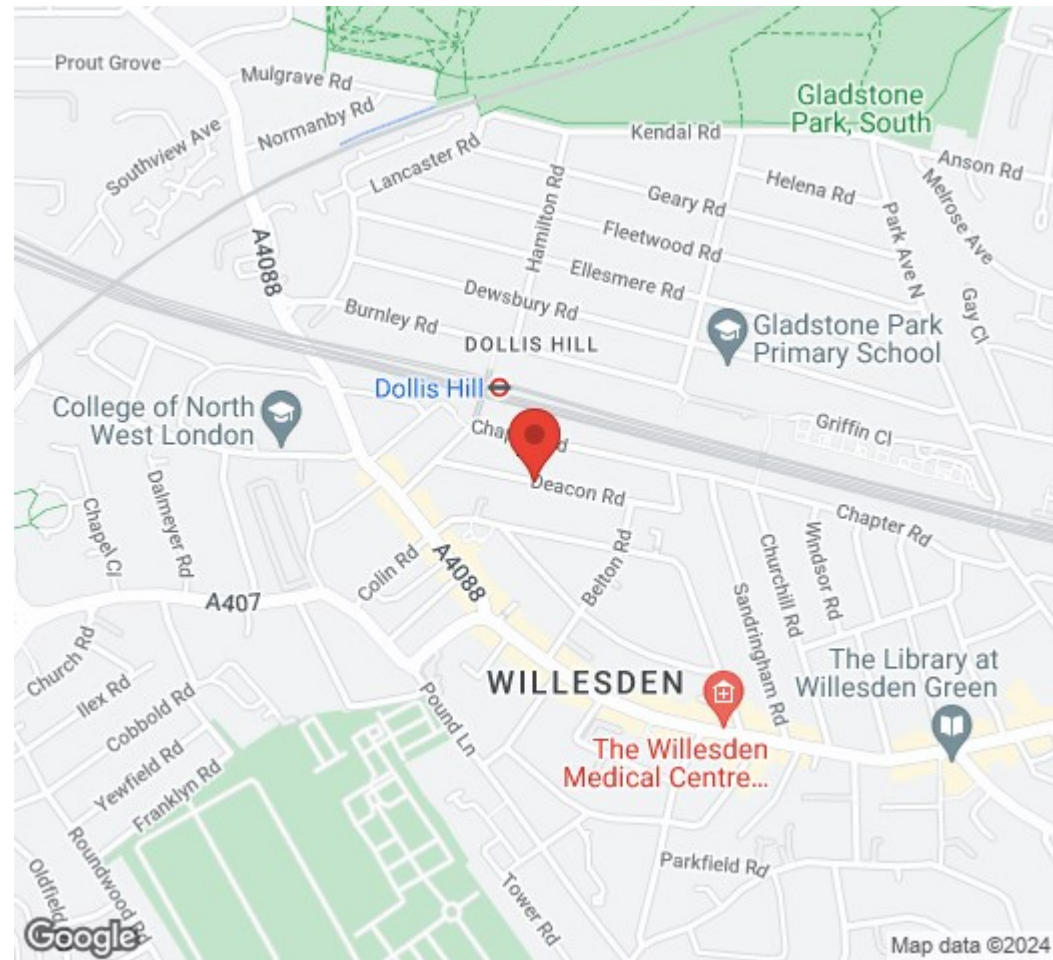 Prout Grove
Mulgrave Rd
Normanby Rd
Southview Ave
Lancaster Rd
Gladstone
Park, South
Kendal Rd
Anson Rd
Helena Rd
Melrose Ave
Geary Rd
Hamilton Rd
Park Ave N
Fleetwood Rd
A4088
Ellesmere Rd
Dewsbury Rd
Gay Cl
Burnley Rd
DOLLIS HILL
Gladstone Park
Primary School
Dollis Hill
College of North
West London
Griffin Cl
Deacon Rd
Chapter Rd
Dalmeyer Rd
Chapel Cl
Colin Rd
A4088
Belton Rd
Churchill Rd
Windsor Rd
Sandringham Rd
A407
Church Rd
Ilex Rd
Cobbold Rd
Yewfield Rd
Franklyn Rd
Pound Ln
WILLESDEN
The Library at
Willesden Green
The Willesden
Medical Centre...
Roundwood Rd
Oldfield
Tower Rd
Parkfield Rd
Google
Map data ©2024